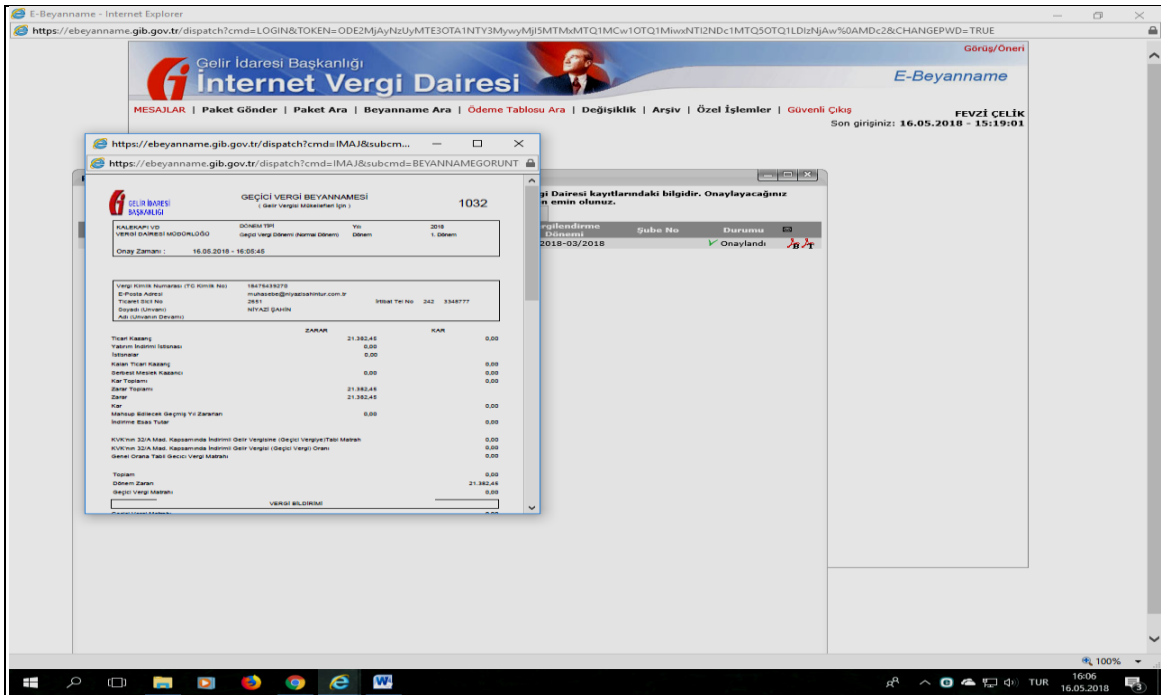 E-Beyanname - Internet Explorer
https://ebeyanname.gib.gov.tr/dispatch?cmd=LOGIN&TOKEN=
Görüş/Öneri
Gelir İdaresi Başkanlığı
İnternet Vergi Dairesi
E-Beyanname
MESAJLAR | Paket Gönder | Paket Ara | Beyanname Ara | Ödeme Tablosu Ara | Değişiklik | Arşiv | Özel İşlemler | Güvenli Çıkış
FEVZİ ÇELİK
Son girişiniz: 16.05.2018 - 15:19:01
https://ebeyanname.gib.gov.tr/dispatch?cmd=IMAJ&subcm...
https://ebeyanname.gib.gov.tr/dispatch?cmd=IMAJ&subcmd=BEYANNAMEGORUNT
gi Dairesi kayıtlarındaki bilgidir. Onaylayacağınız
n emin olunuz.
rgilendirme Dönemi Şube No Durumu
2018-03/2018 Onaylandı
GELİR İDARESİ BAŞKANLIĞI
GEÇİCİ VERGİ BEYANNAMESİ
( Gelir Vergisi Mükellefleri İçin )
1032
KALEKAPI VD
VERGİ DAİRESİ MÜDÜRLÜĞÜ
DÖNEM TİPİ Yılı 2018
Geçici Vergi Dönemi (Normal Dönem) Dönem 1. Dönem
Onay Zamanı : 16.05.2018 - 16:05:45
Vergi Kimlik Numarası (TC Kimlik No) 18476439270
E-Posta Adresi muhasebe@niyazisahintur.com.tr
Ticaret Sicil No 2651 İrtibat Tel No 242 3348777
Soyadı (Unvanı) NİYAZİ ŞAHİN
Adı (Unvanın Devamı)
ZARAR KAR
Ticari Kazanç 21.382,46 0,00
Yatırım İndirimi İstisnası 0,00
İstisnalar 0,00
Kalan Ticari Kazanç 0,00
Serbest Meslek Kazancı 0,00 0,00
Kar Toplamı 0,00
Zarar Toplamı 21.382,46
Zarar 21.382,46
Kar 0,00
Mahsup Edilecek Geçmiş Yıl Zararları 0,00
İndirime Esas Tutar 0,00
KVK'nın 32/A Mad. Kapsamında İndirimli Gelir Vergisine (Geçici Vergiye)Tabi Matrah 0,00
KVK'nın 32/A Mad. Kapsamında İndirimli Gelir Vergisi (Geçici Vergi) Oranı 0,00
Genel Orana Tabii Gecici Vergi Matrahı 0,00
Toplam 0,00
Dönem Zararı 21.382,46
Geçici Vergi Matrahı 0,00
VERGİ BİLDİRİMİ
100%
TUR
16:06
16.05.2018